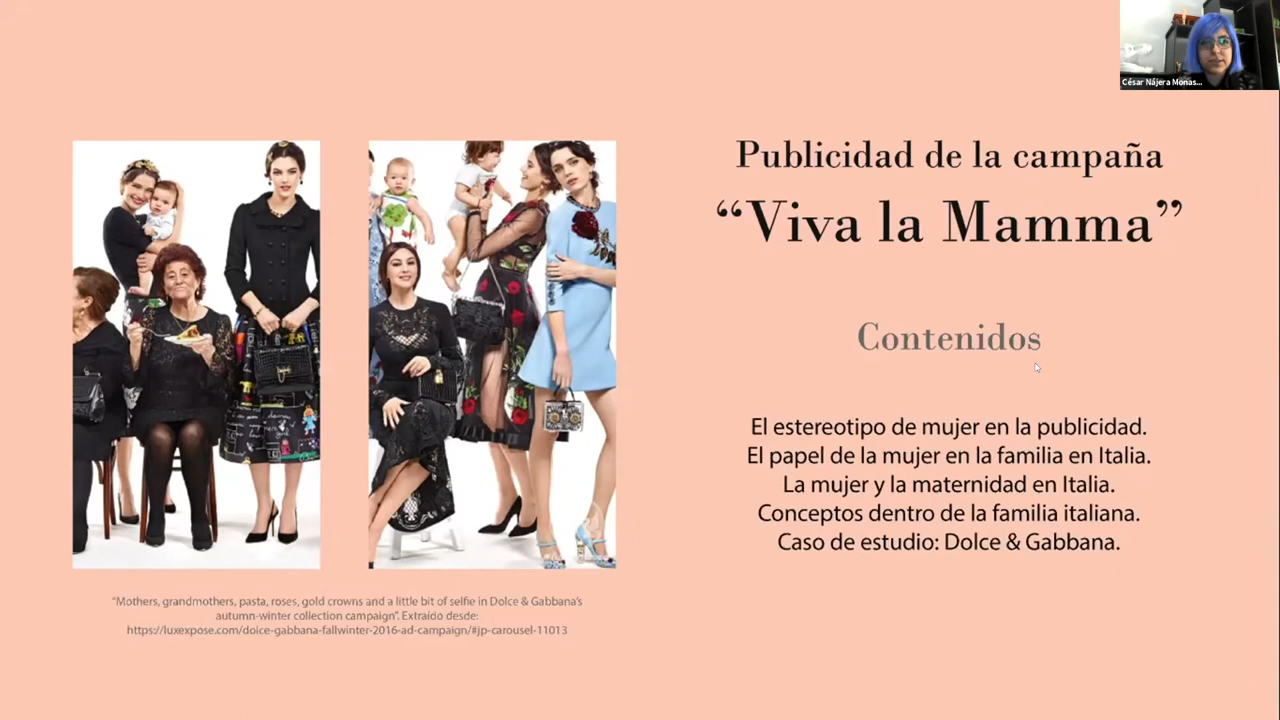 César Nájera Monas...
Publicidad de la campaña
“Viva la Mamma”
Contenidos
El estereotipo de mujer en la publicidad.
El papel de la mujer en la familia en Italia.
La mujer y la maternidad en Italia.
Conceptos dentro de la familia italiana.
Caso de estudio: Dolce & Gabbana.
“Mothers, grandmothers, pasta, roses, gold crowns and a little bit of selfie in Dolce & Gabbana’s
autumn-winter collection campaign”. Extraído desde:
https://luxexpose.com/dolce-gabbana-fallwinter-2016-ad-campaign/#jp-carousel-11013